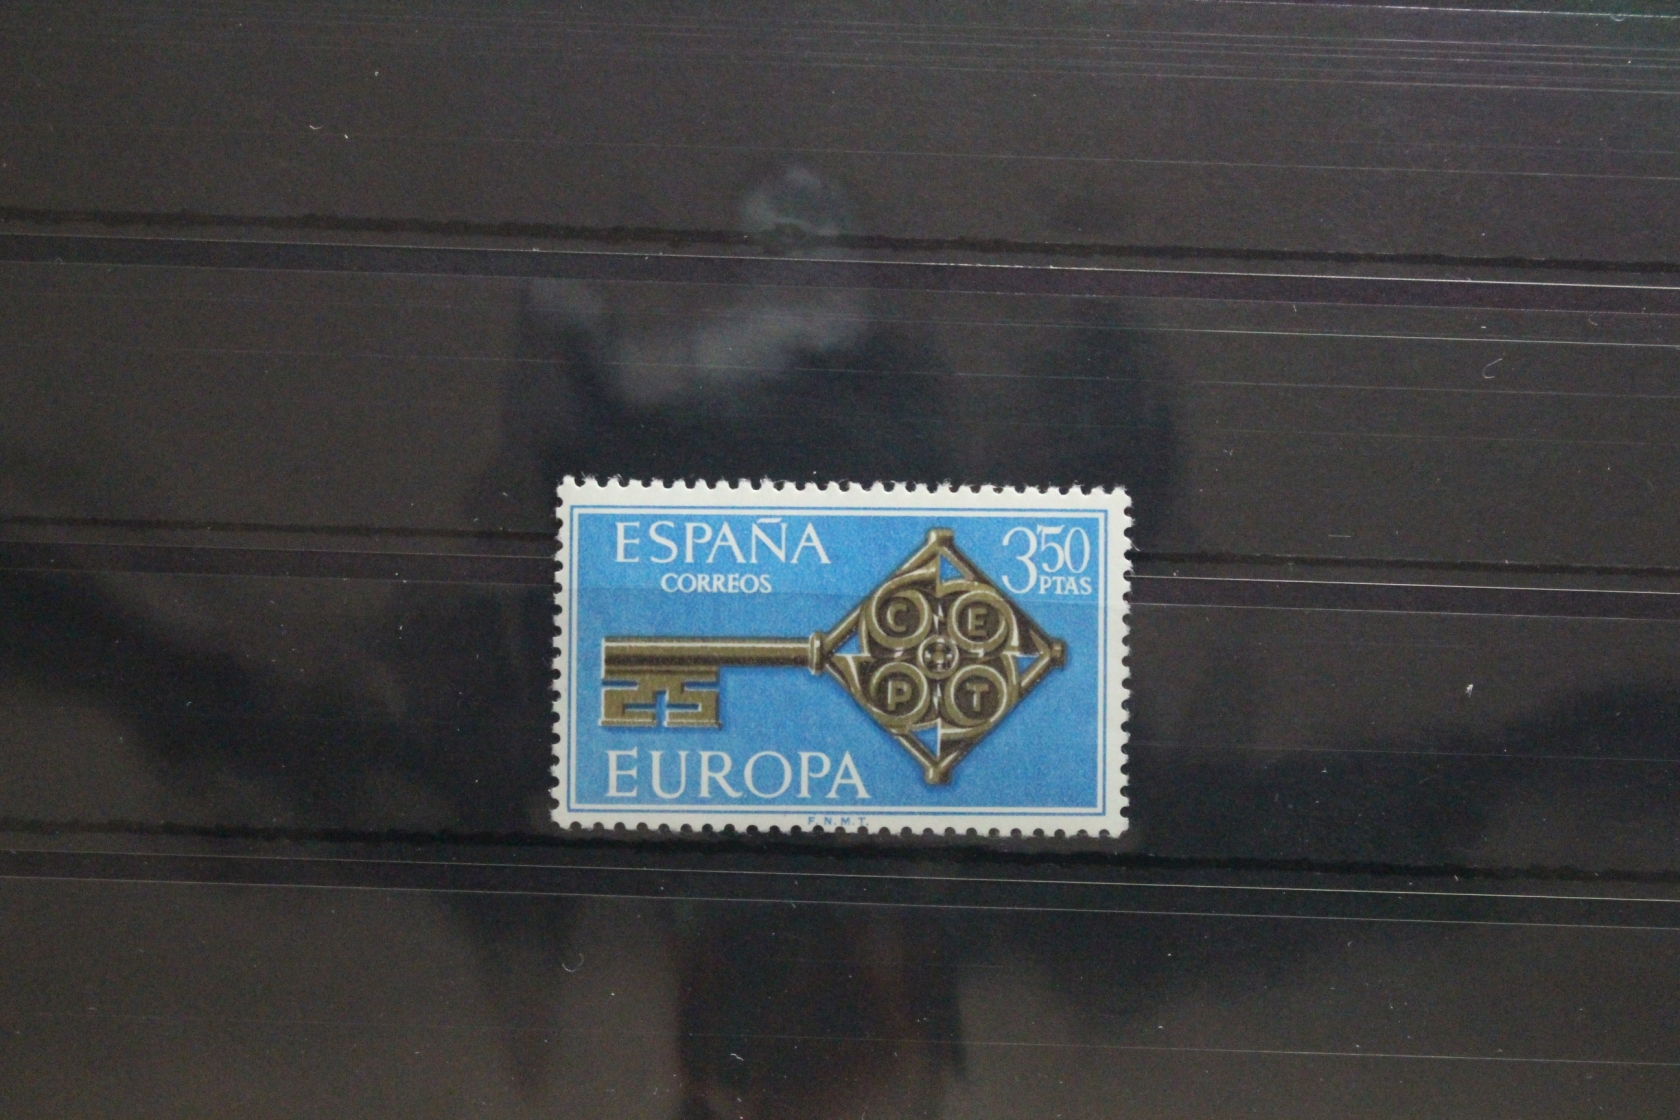 ESPAÑA
CORREOS
3'50
PTAS
C E
P T
EUROPA
F.N.M.T.